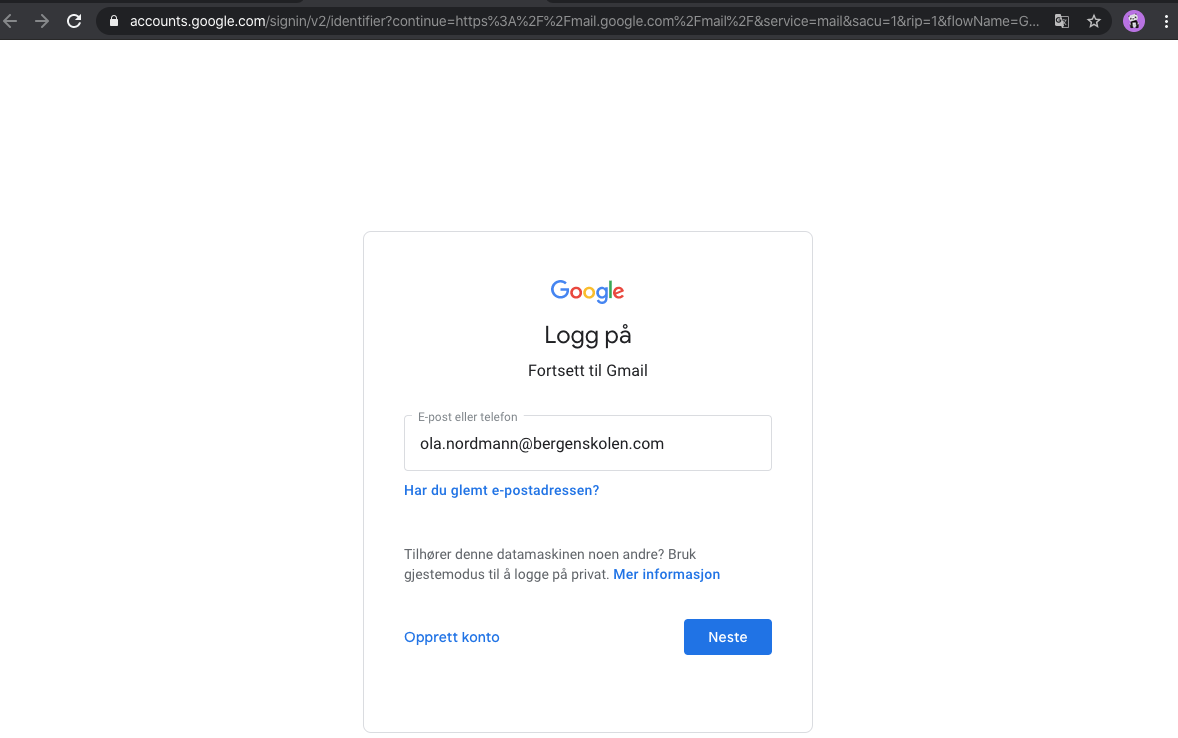 accounts.google.com/signin/v2/identifier?continue=https%3A%2F%2Fmail.google.com%2Fmail%2F&service=mail&sacu=1&rip=1&flowName=G...
Google
Logg på
Fortsett til Gmail
E-post eller telefon
ola.nordmann@bergenskolen.com
Har du glemt e-postadressen?
Tilhører denne datamaskinen noen andre? Bruk
gjestemodus til å logge på privat. Mer informasjon
Opprett konto Neste